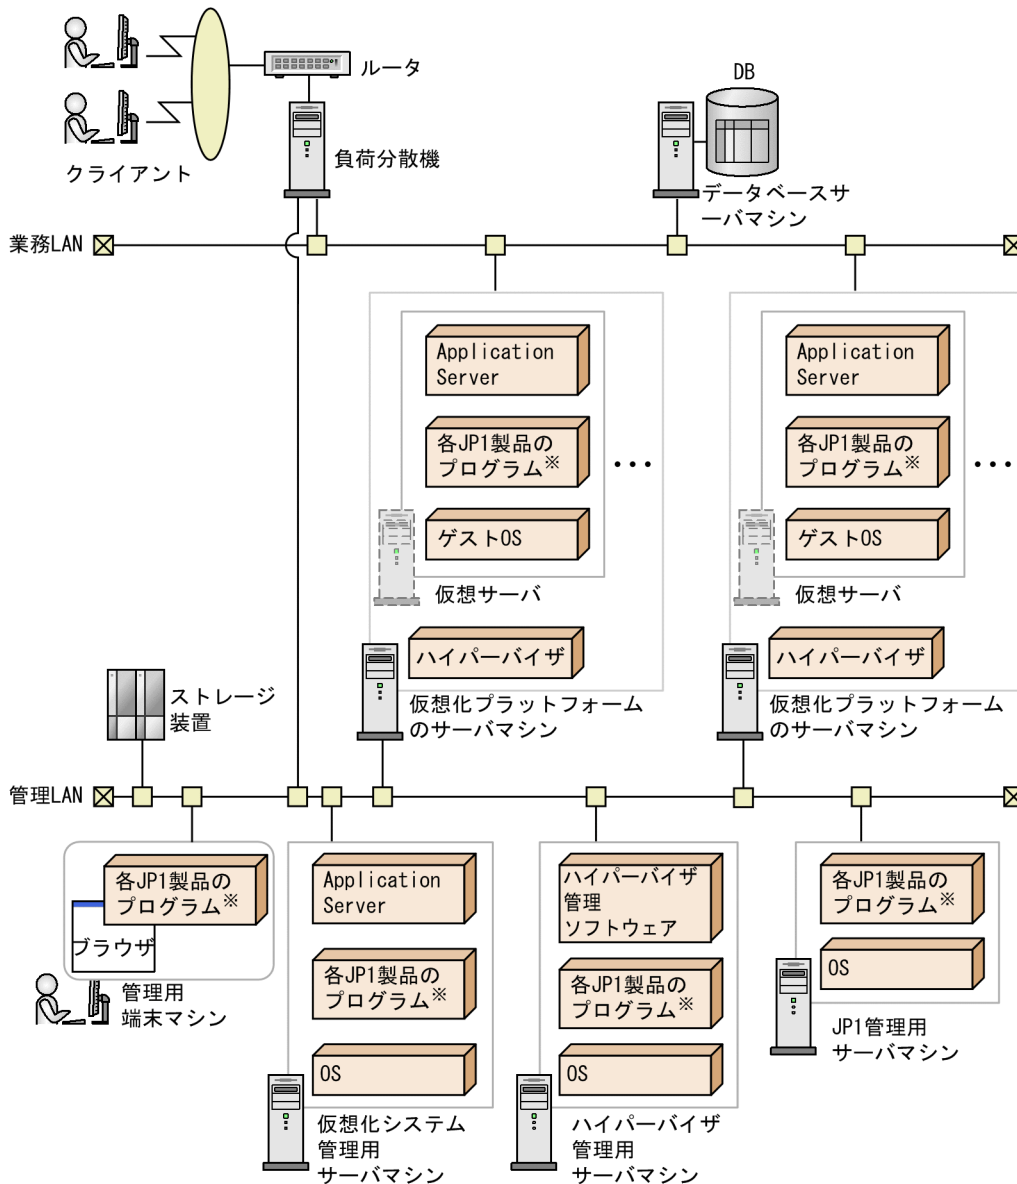 ルータ
DB
負荷分散機
クライアント
データベースサ
ーバマシン
業務LAN
Application
Server
各JP1製品の
プログラム※
・・・
ゲストOS
仮想サーバ
ハイパーバイザ
仮想化プラットフォーム
のサーバマシン
Application
Server
各JP1製品の
プログラム※
・・・
ゲストOS
仮想サーバ
ハイパーバイザ
仮想化プラットフォーム
のサーバマシン
ストレージ
装置
管理LAN
各JP1製品の
プログラム※
ブラウザ
管理用
端末マシン
Application
Server
各JP1製品の
プログラム※
OS
仮想化システム
管理用
サーバマシン
ハイパーバイザ
管理
ソフトウェア
各JP1製品の
プログラム※
OS
ハイパーバイザ
管理用
サーバマシン
各JP1製品の
プログラム※
OS
JP1管理用
サーバマシン